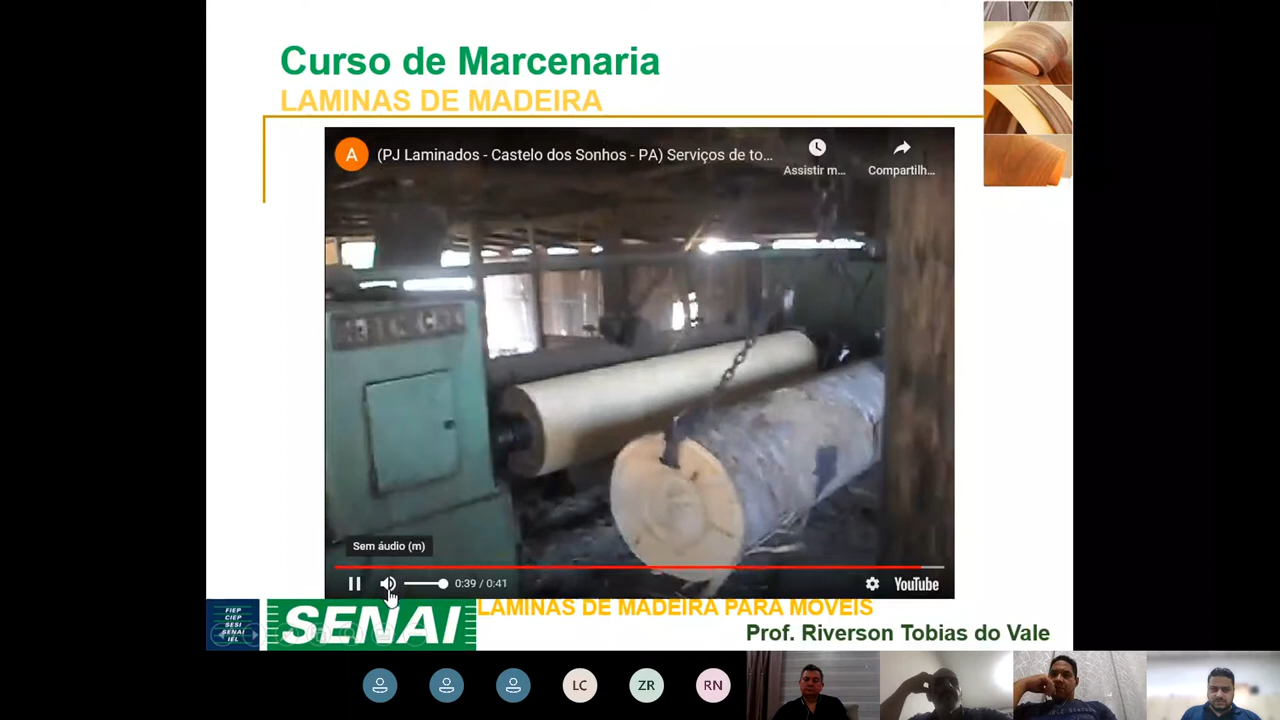 Curso de Marcenaria
LAMINAS DE MADEIRA
A
(PJ Laminados - Castelo dos Sonhos - PA) Serviços de to...
Assistir m...
Compartilh...
Sem áudio (m)
0:39 / 0:41
YouTube
LAMINAS DE MADEIRA PARA MÓVEIS
FIEP
CIEP
SESI
SENAI
IEL
SENAI
Prof. Riverson Tobias do Vale
LC
ZR
RN